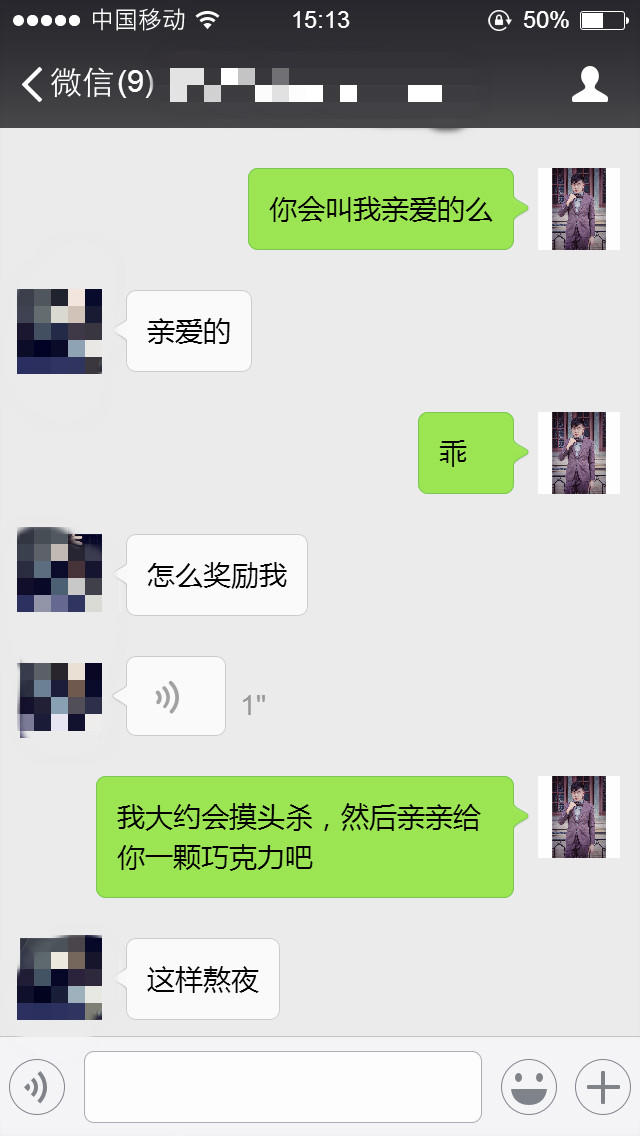 中国移动 15:13 50%
微信(9)
你会叫我亲爱的么
亲爱的
乖
怎么奖励我
1"
我大约会摸头杀，然后亲亲给
你一颗巧克力吧
这样熬夜